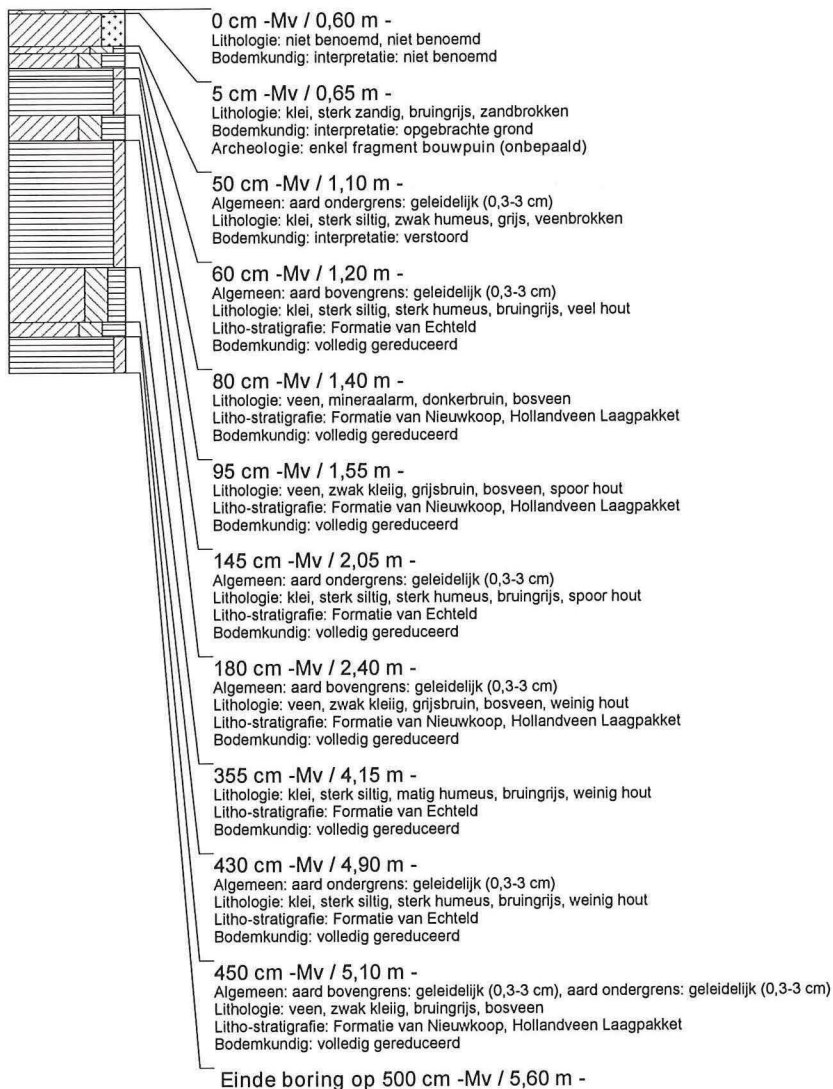 0 cm -Mv / 0,60 m -
Lithologie: niet benoemd, niet benoemd
Bodemkundig: interpretatie: niet benoemd
5 cm -Mv / 0,65 m -
Lithologie: klei, sterk zandig, bruingrijs, zandbrokken
Bodemkundig: interpretatie: opgebrachte grond
Archeologie: enkel fragment bouwpuin (onbepaald)
50 cm -Mv / 1,10 m -
Algemeen: aard ondergrens: geleidelijk (0,3-3 cm)
Lithologie: klei, sterk siltig, zwak humeus, grijs, veenbrokken
Bodemkundig: interpretatie: verstoord
60 cm -Mv / 1,20 m -
Algemeen: aard bovengrens: geleidelijk (0,3-3 cm)
Lithologie: klei, sterk siltig, sterk humeus, bruingrijs, veel hout
Litho-stratigrafie: Formatie van Echteld
Bodemkundig: volledig gereduceerd
80 cm -Mv / 1,40 m -
Lithologie: veen, mineraalarm, donkerbruin, bosveen
Litho-stratigrafie: Formatie van Nieuwkoop, Hollandveen Laagpakket
Bodemkundig: volledig gereduceerd
95 cm -Mv / 1,55 m -
Lithologie: veen, zwak kleiig, grijsbruin, bosveen, spoor hout
Litho-stratigrafie: Formatie van Nieuwkoop, Hollandveen Laagpakket
Bodemkundig: volledig gereduceerd
145 cm -Mv / 2,05 m -
Algemeen: aard ondergrens: geleidelijk (0,3-3 cm)
Lithologie: klei, sterk siltig, sterk humeus, bruingrijs, spoor hout
Litho-stratigrafie: Formatie van Echteld
Bodemkundig: volledig gereduceerd
180 cm -Mv / 2,40 m -
Algemeen: aard bovengrens: geleidelijk (0,3-3 cm)
Lithologie: veen, zwak kleiig, grijsbruin, bosveen, weinig hout
Litho-stratigrafie: Formatie van Nieuwkoop, Hollandveen Laagpakket
Bodemkundig: volledig gereduceerd
355 cm -Mv / 4,15 m -
Lithologie: klei, sterk siltig, matig humeus, bruingrijs, weinig hout
Litho-stratigrafie: Formatie van Echteld
Bodemkundig: volledig gereduceerd
430 cm -Mv / 4,90 m -
Algemeen: aard ondergrens: geleidelijk (0,3-3 cm)
Lithologie: klei, sterk siltig, sterk humeus, bruingrijs, weinig hout
Litho-stratigrafie: Formatie van Echteld
Bodemkundig: volledig gereduceerd
450 cm -Mv / 5,10 m -
Algemeen: aard bovengrens: geleidelijk (0,3-3 cm), aard ondergrens: geleidelijk (0,3-3 cm)
Lithologie: veen, zwak kleiig, bruingrijs, bosveen
Litho-stratigrafie: Formatie van Nieuwkoop, Hollandveen Laagpakket
Bodemkundig: volledig gereduceerd
Einde boring op 500 cm -Mv / 5,60 m -